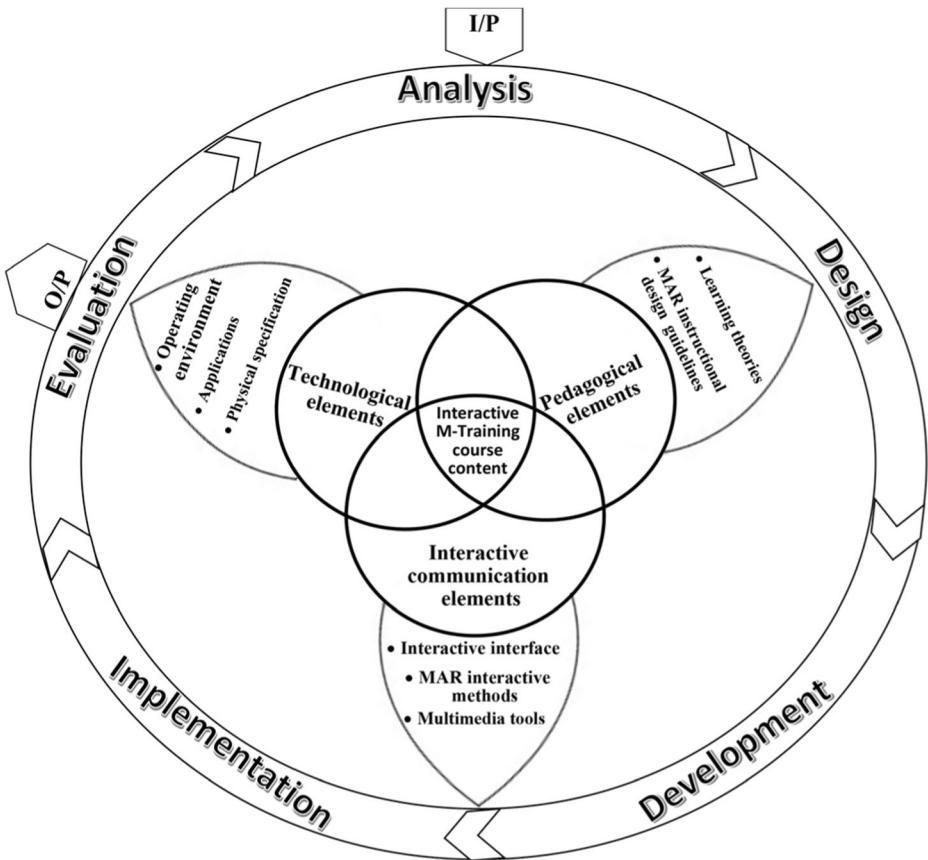 I/P
Analysis
Design
Development
Implementation
Evaluation
O/P
• Operating
environment
• Applications
• Physical specification
Technological
elements
• Learning theories
• MAR instructional
design guidelines
Pedagogical
elements
Interactive
M-Training
course
content
Interactive
communication
elements
• Interactive interface
• MAR interactive
methods
• Multimedia tools